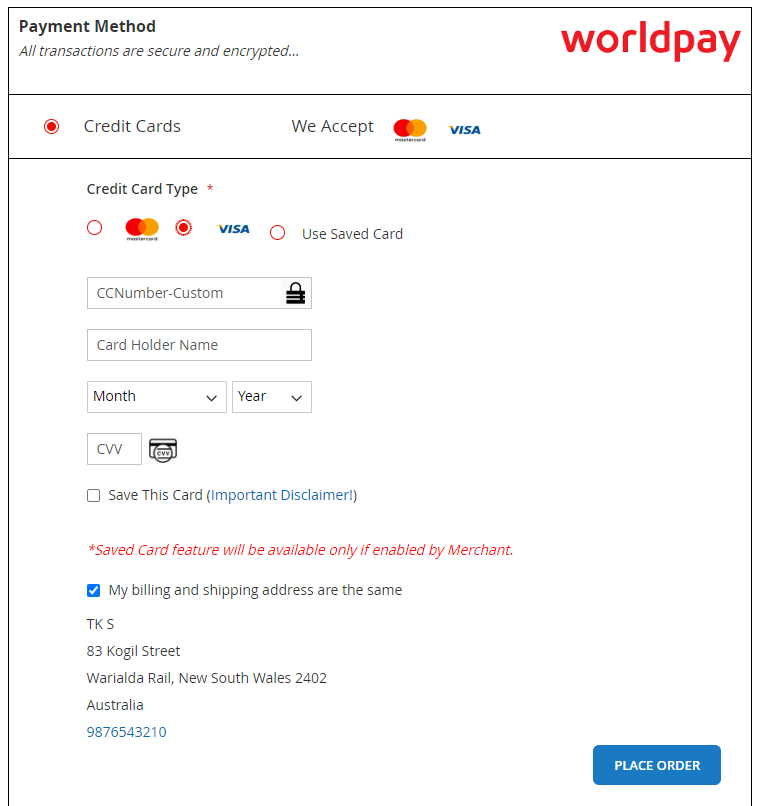 Payment Method
All transactions are secure and encrypted...
worldpay
Credit Cards We Accept mastercard VISA
Credit Card Type *
mastercard VISA Use Saved Card
CCNumber-Custom
Card Holder Name
Month Year
CVV CVV
Save This Card (Important Disclaimer!)
*Saved Card feature will be available only if enabled by Merchant.
My billing and shipping address are the same
TK S
83 Kogil Street
Warialda Rail, New South Wales 2402
Australia
9876543210
PLACE ORDER